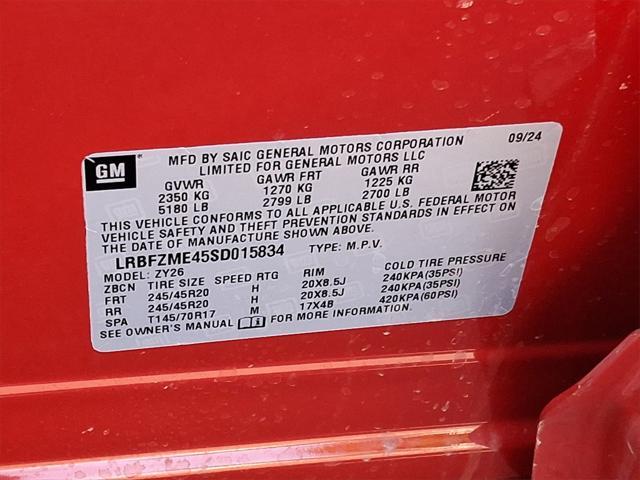 GM
MFD BY SAIC GENERAL MOTORS CORPORATION
LIMITED FOR GENERAL MOTORS LLC
09/24
GVWR GAWR FRT GAWR RR
2350 KG 1270 KG 1225 KG
5180 LB 2799 LB 2700 LB
THIS VEHICLE CONFORMS TO ALL APPLICABLE U.S. FEDERAL MOTOR
VEHICLE SAFETY AND THEFT PREVENTION STANDARDS IN EFFECT ON
THE DATE OF MANUFACTURE SHOWN ABOVE.
LRBFZME45SD015834 TYPE: M.P.V.
MODEL: ZY26
ZBCN TIRE SIZE SPEED RTG RIM COLD TIRE PRESSURE
FRT 245/45R20 H 20X8.5J 240KPA(35PSI)
RR 245/45R20 H 20X8.5J 240KPA(35PSI)
SPA T145/70R17 M 17X4B 420KPA(60PSI)
SEE OWNER'S MANUAL FOR MORE INFORMATION.